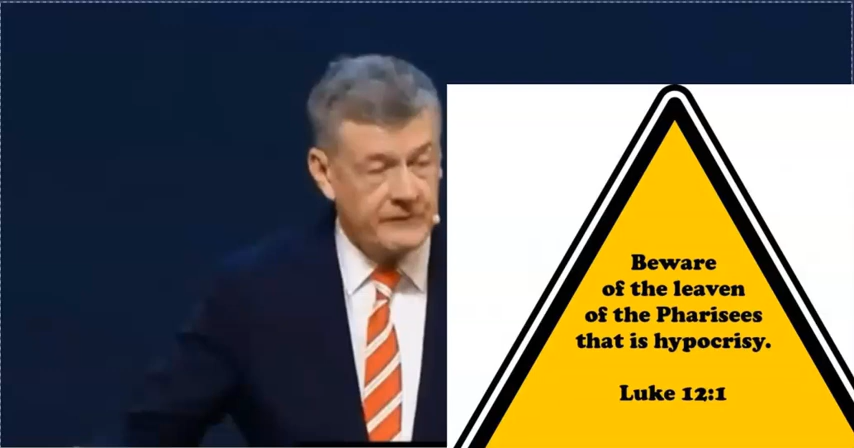 Beware
of the leaven
of the Pharisees
that is hypocrisy.
Luke 12:1